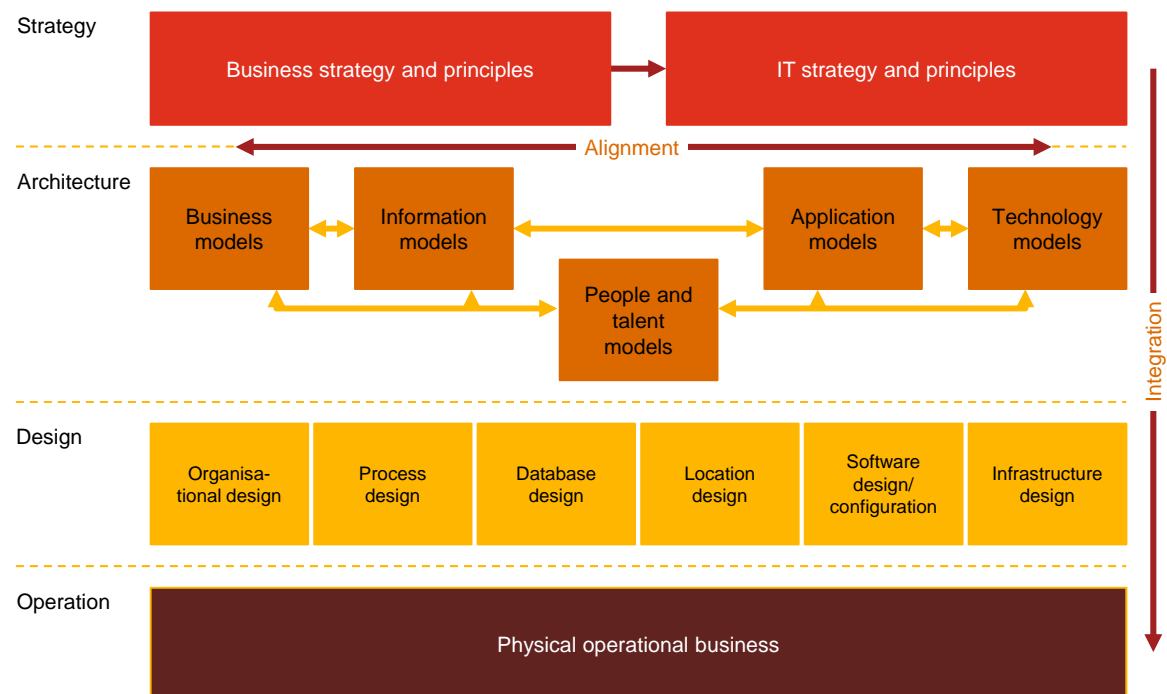 Strategy
Business strategy and principles
IT strategy and principles
Alignment
Architecture
Business
models
Information
models
Application
models
Technology
models
People and
talent
models
Integration
Design
Organisa-
tional design
Process
design
Database
design
Location
design
Software
design/
configuration
Infrastructure
design
Operation
Physical operational business